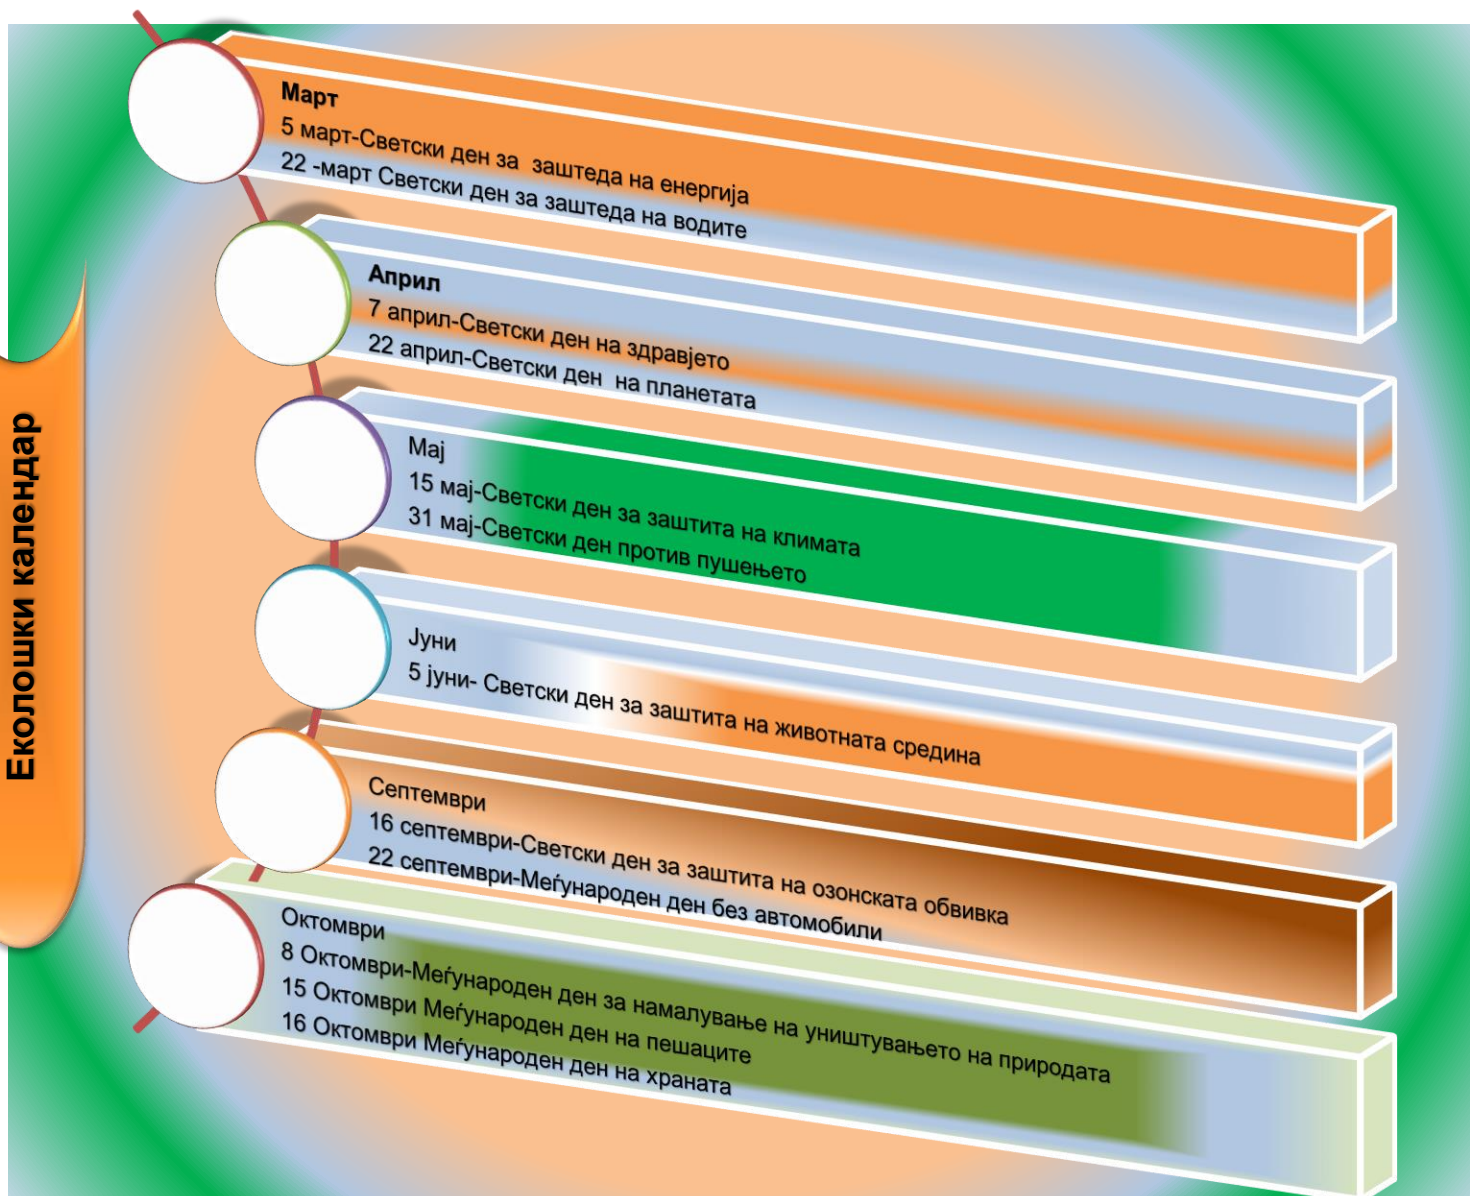 Еколошки календар
Март
5 март-Светски ден за заштеда на енергија
22 -март Светски ден за заштеда на водите
Април
7 април-Светски ден на здравјето
22 април-Светски ден на планетата
Мај
15 мај-Светски ден за заштита на климата
31 мај-Светски ден против пушењето
Јуни
5 јуни- Светски ден за заштита на животната средина
Септември
16 септември-Светски ден за заштита на озонската обвивка
22 септември-Меѓународен ден без автомобили
Октомври
8 Октомври-Меѓународен ден за намалување на уништувањето на природата
15 Октомври Меѓународен ден на пешаците
16 Октомври Меѓународен ден на храната